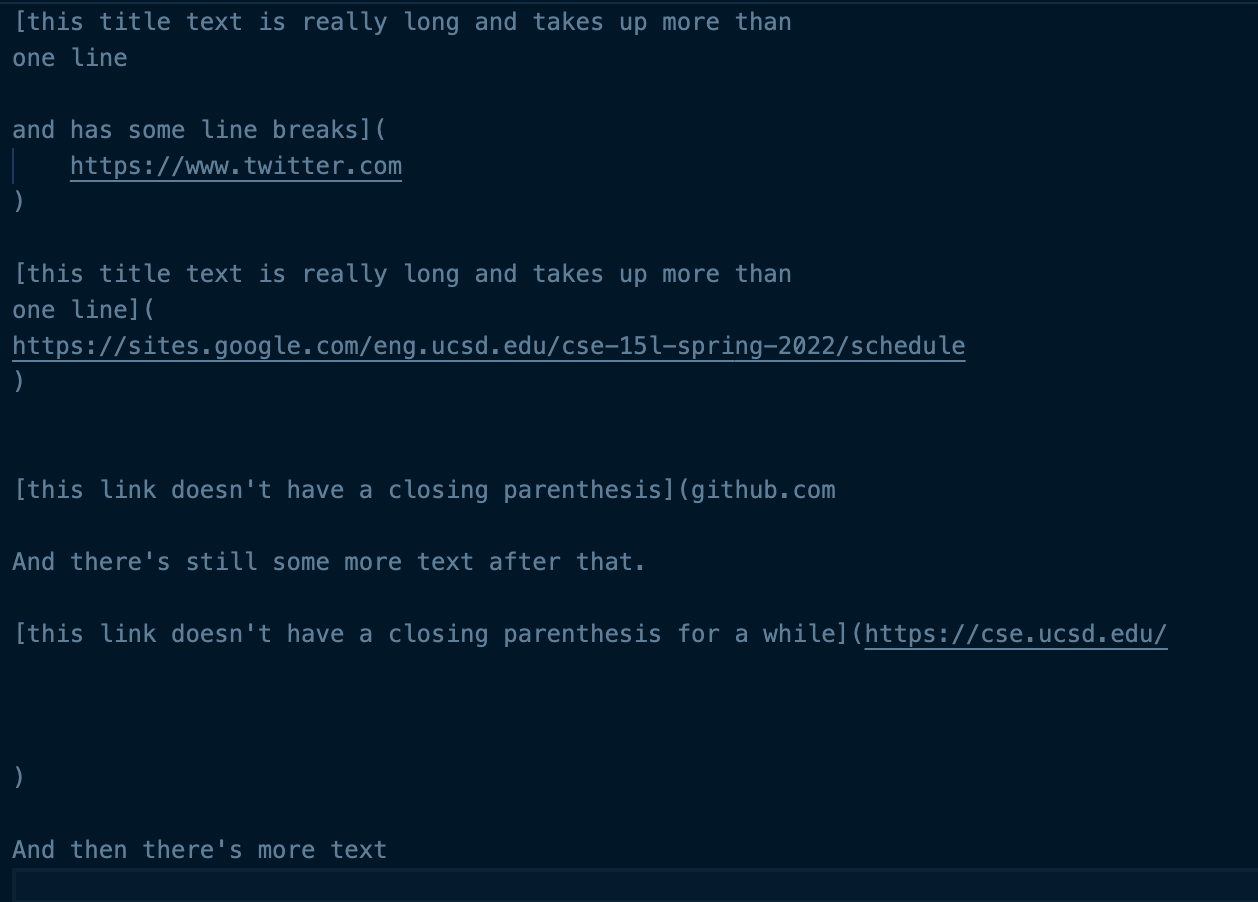 [this title text is really long and takes up more than
one line
and has some line breaks](
https://www.twitter.com
)
[this title text is really long and takes up more than
one line](
https://sites.google.com/eng.ucsd.edu/cse-15l-spring-2022/schedule
)
[this link doesn't have a closing parenthesis](github.com
And there's still some more text after that.
[this link doesn't have a closing parenthesis for a while](https://cse.ucsd.edu/
)
And then there's more text